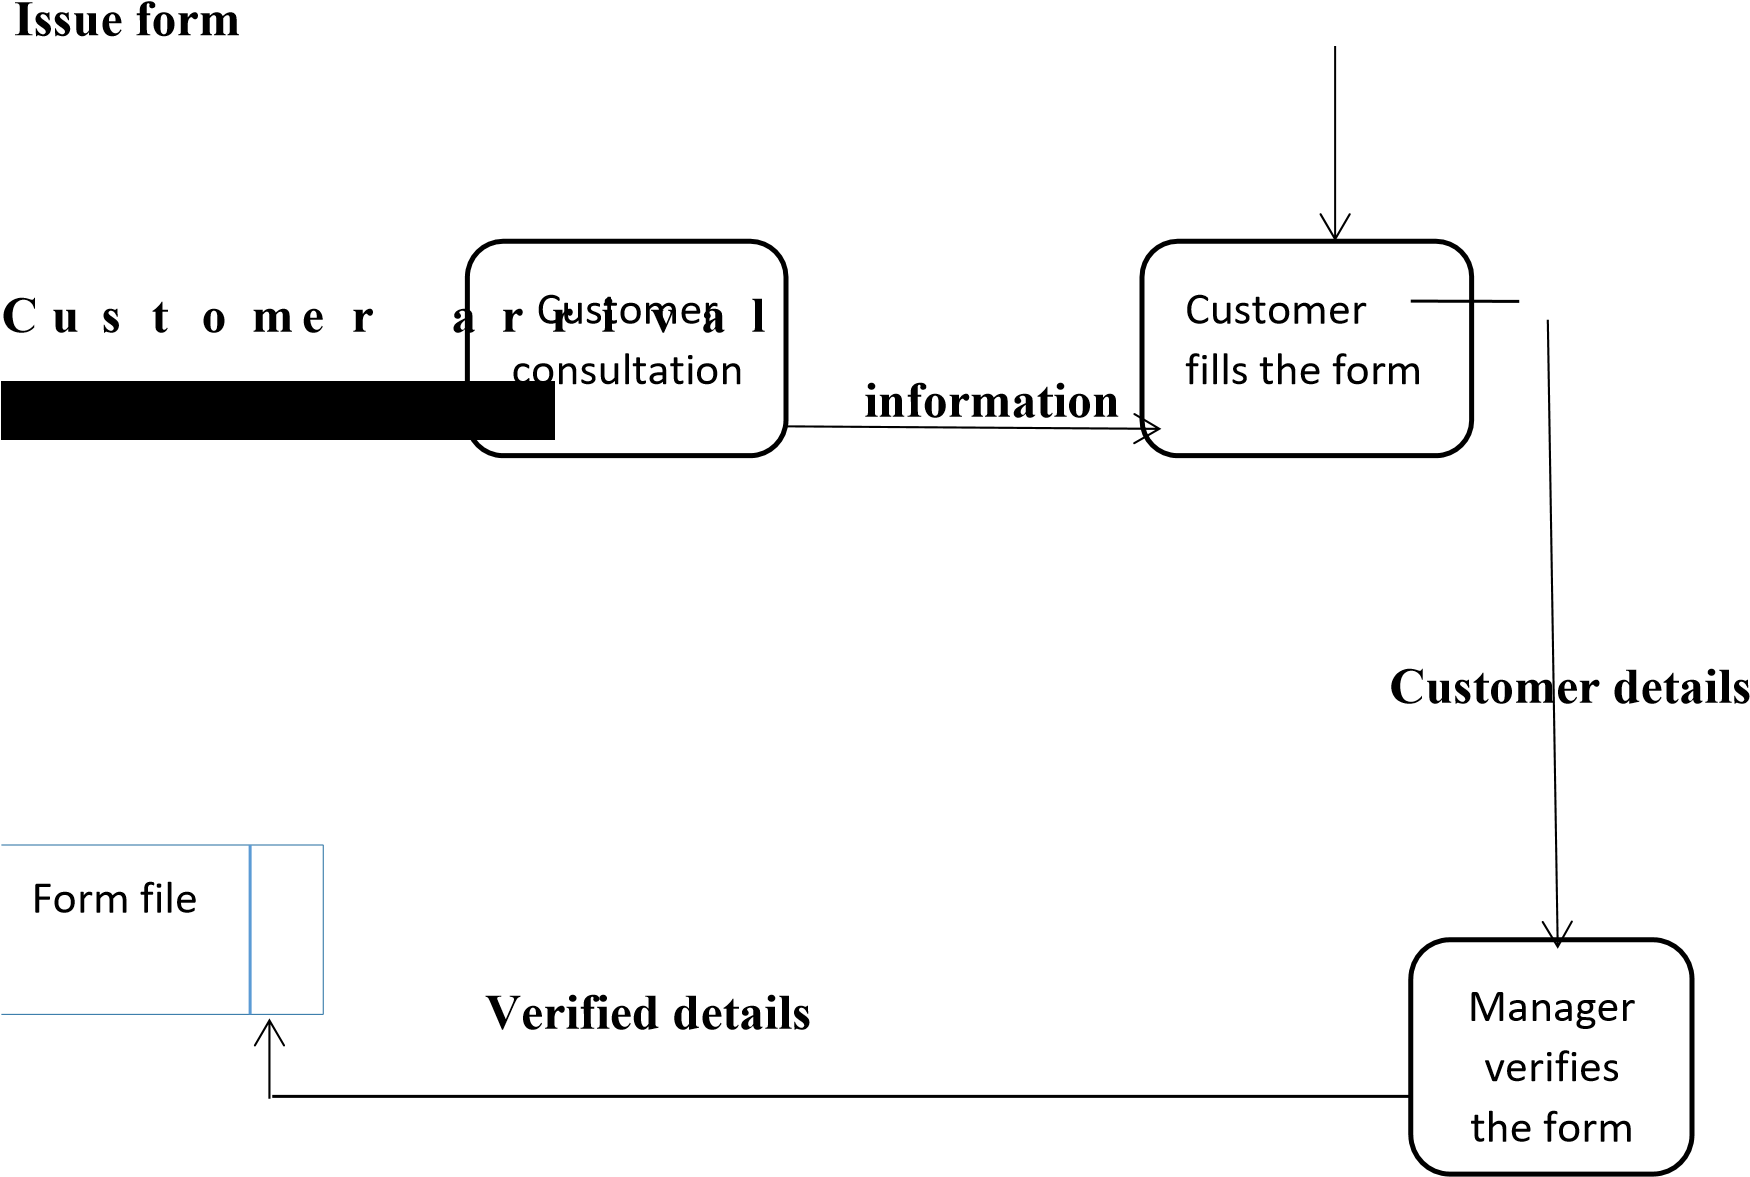 Issue form
Customer arrival
Customer
consultation
information
Customer
fills the form
Customer details
Form file
Verified details
Manager
verifies
the form